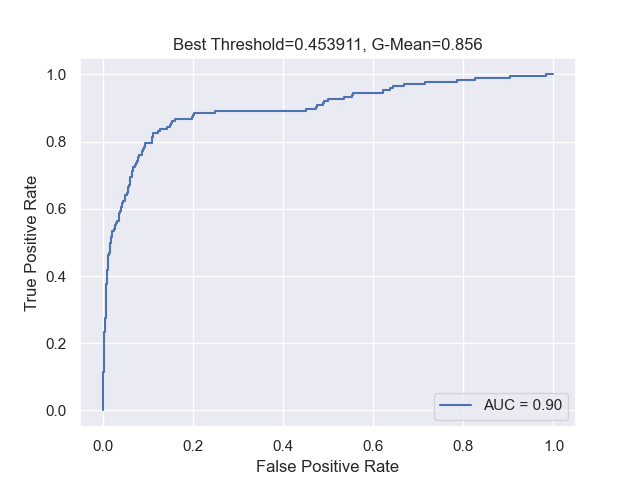 Best Threshold=0.453911, G-Mean=0.856
1.0
0.8
0.6
0.4
0.2
0.0
True Positive Rate
AUC = 0.90
0.0 0.2 0.4 0.6 0.8 1.0
False Positive Rate